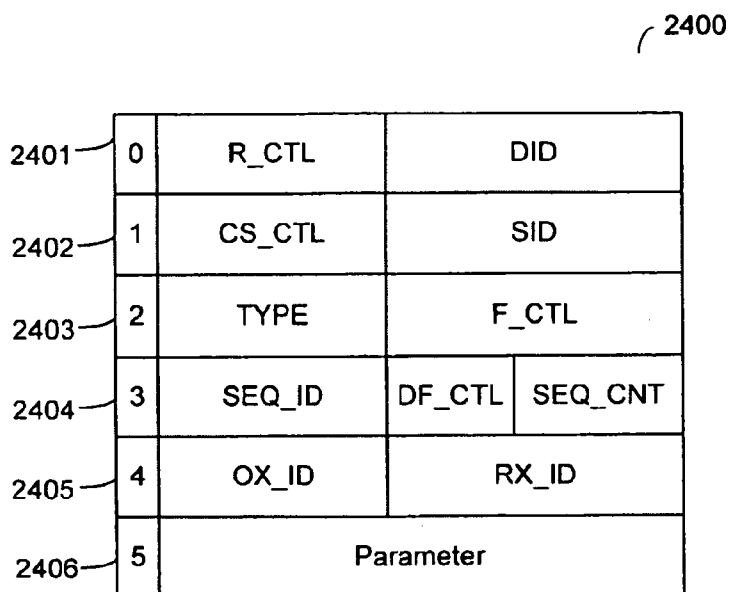 2400
2401 0 R_CTL DID
2402 1 CS_CTL SID
2403 2 TYPE F_CTL
2404 3 SEQ_ID DF_CTL SEQ_CNT
2405 4 OX_ID RX_ID
2406 5 Parameter